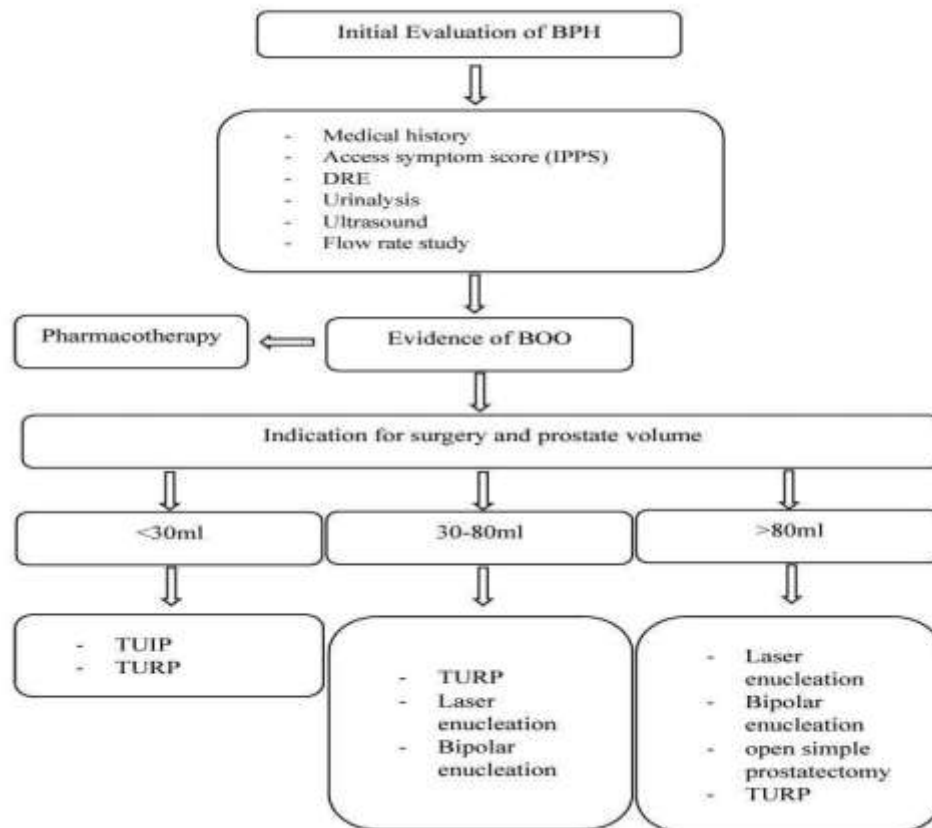 Initial Evaluation of BPH
- Medical history
- Access symptom score (IPPS)
- DRE
- Urinalysis
- Ultrasound
- Flow rate study
Pharmacotherapy
Evidence of BOO
Indication for surgery and prostate volume
<30ml
30-80ml
>80ml
- TUIP
- TURP
- TURP
- Laser
enucleation
- Bipolar
enucleation
- Laser
enucleation
- Bipolar
enucleation
- open simple
prostatectomy
- TURP